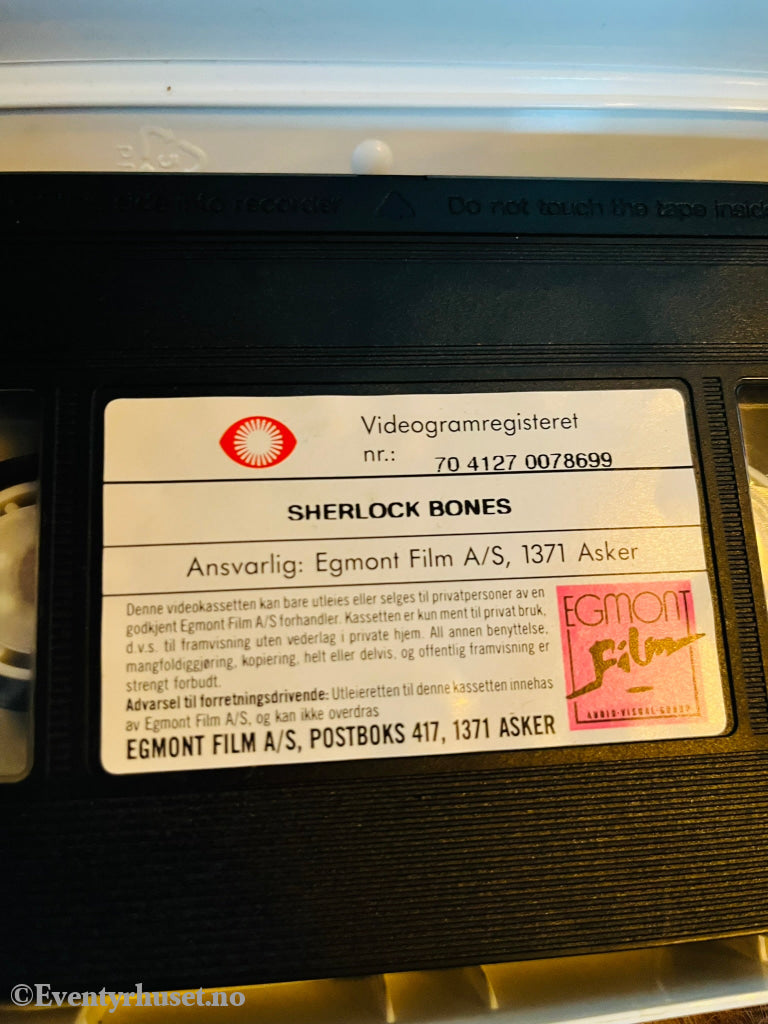 into recorder Do not touch the tape inside
Videogramregisteret
nr.: 70 4127 0078699
SHERLOCK BONES
Ansvarlig: Egmont Film A/S, 1371 Asker
Denne videokassetten kan bare utleies eller selges til privatpersoner av en
godkjent Egmont Film A/S forhandler. Kassetten er kun ment til privat bruk,
d.v.s. til framvisning uten vederlag i private hjem. All annen benyttelse,
mangfoldiggjøring, kopiering, helt eller delvis, og offentlig framvisning er
strengt forbudt.
Advarsel til forretningsdrivende: Utleieretten til denne kassetten innehas
av Egmont Film A/S, og kan ikke overdras
EGMONT FILM A/S, POSTBOKS 417, 1371 ASKER
EGMONT
Film
AUDIO·VISUAL·GROUP
©Eventyrhuset.no